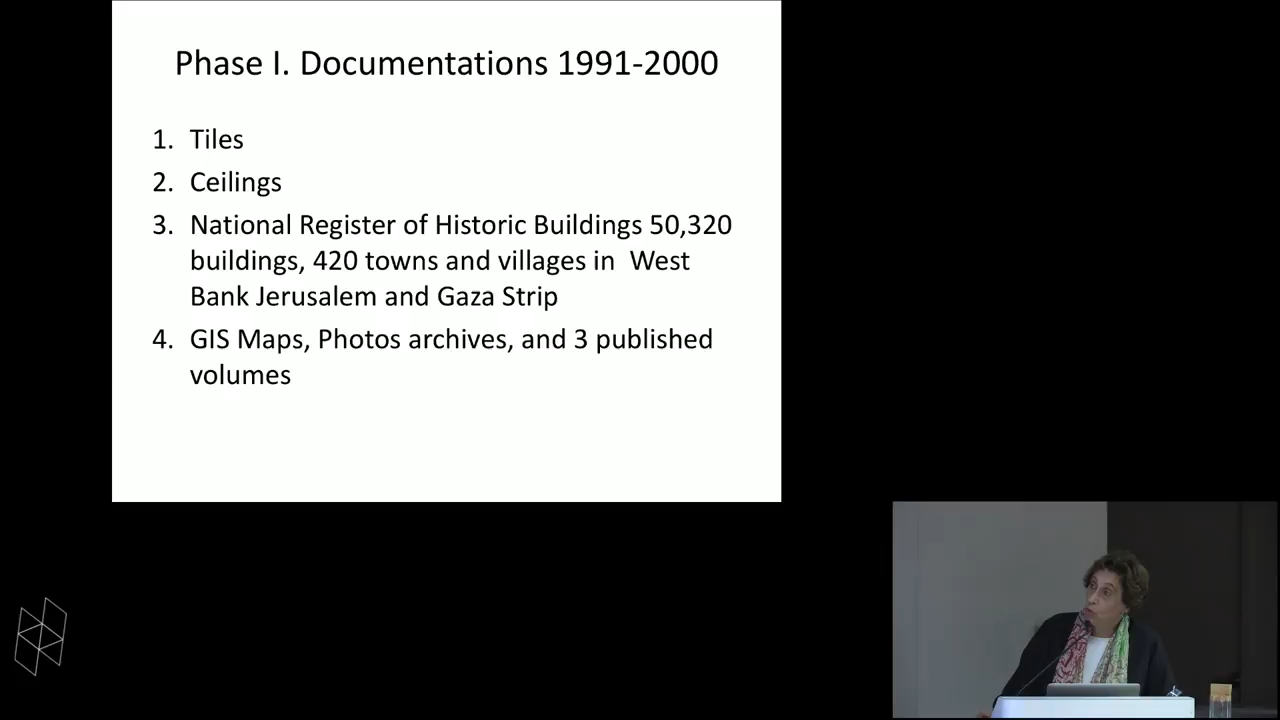 Phase I. Documentations 1991-2000
1. Tiles
2. Ceilings
3. National Register of Historic Buildings 50,320
buildings, 420 towns and villages in  West
Bank Jerusalem and Gaza Strip
4. GIS Maps, Photos archives, and 3 published
volumes